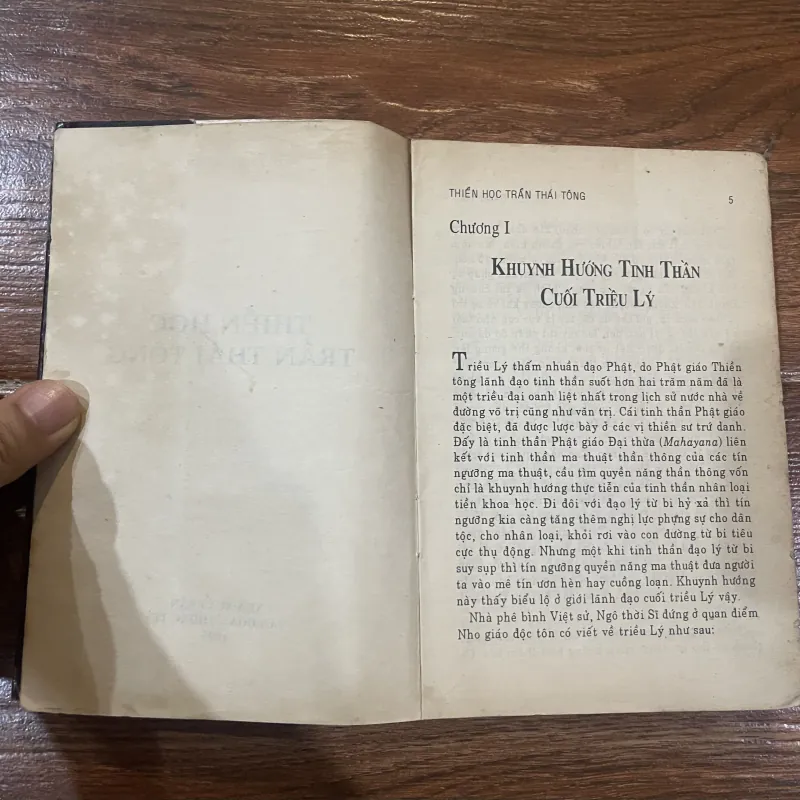 THIỀN HỌC TRẦN THÁI TÔNG
5
Chương I
KHUYNH HƯỚNG TINH THẦN
CUỐI TRIỀU LÝ
Triều Lý thấm nhuần đạo Phật, do Phật giáo Thiền
tông lãnh đạo tinh thần suốt hơn hai trăm năm đã là
một triều đại oanh liệt nhất trong lịch sử nước nhà về
đường võ trị cũng như văn trị. Cái tinh thần Phật giáo
đặc biệt, đã được lược bày ở các vị thiền sư trứ danh.
Đấy là tinh thần Phật giáo Đại thừa (Mahayana) liên
kết với tinh thần ma thuật thần thông của các tín
ngưỡng ma thuật, cầu tìm quyền năng thần thông vốn
chỉ là khuynh hướng thực tiễn của tinh thần nhân loại
tiền khoa học. Đi đôi với đạo lý từ bi hỷ xả thì tín
ngưỡng kia càng tăng thêm nghị lực phụng sự cho dân
tộc, cho nhân loại, khỏi rơi vào con đường từ bi tiêu
cực thụ động. Nhưng một khi tinh thần đạo lý từ bi
suy sụp thì tín ngưỡng quyền năng ma thuật đưa người
ta vào mê tín ươn hèn hay cuồng loạn. Khuynh hướng
này thấy biểu lộ ở giới lãnh đạo cuối triều Lý vậy.
Nhà phê bình Việt sử, Ngô thời Sĩ đứng ở quan điểm
Nho giáo độc tôn có viết về triều Lý như sau: